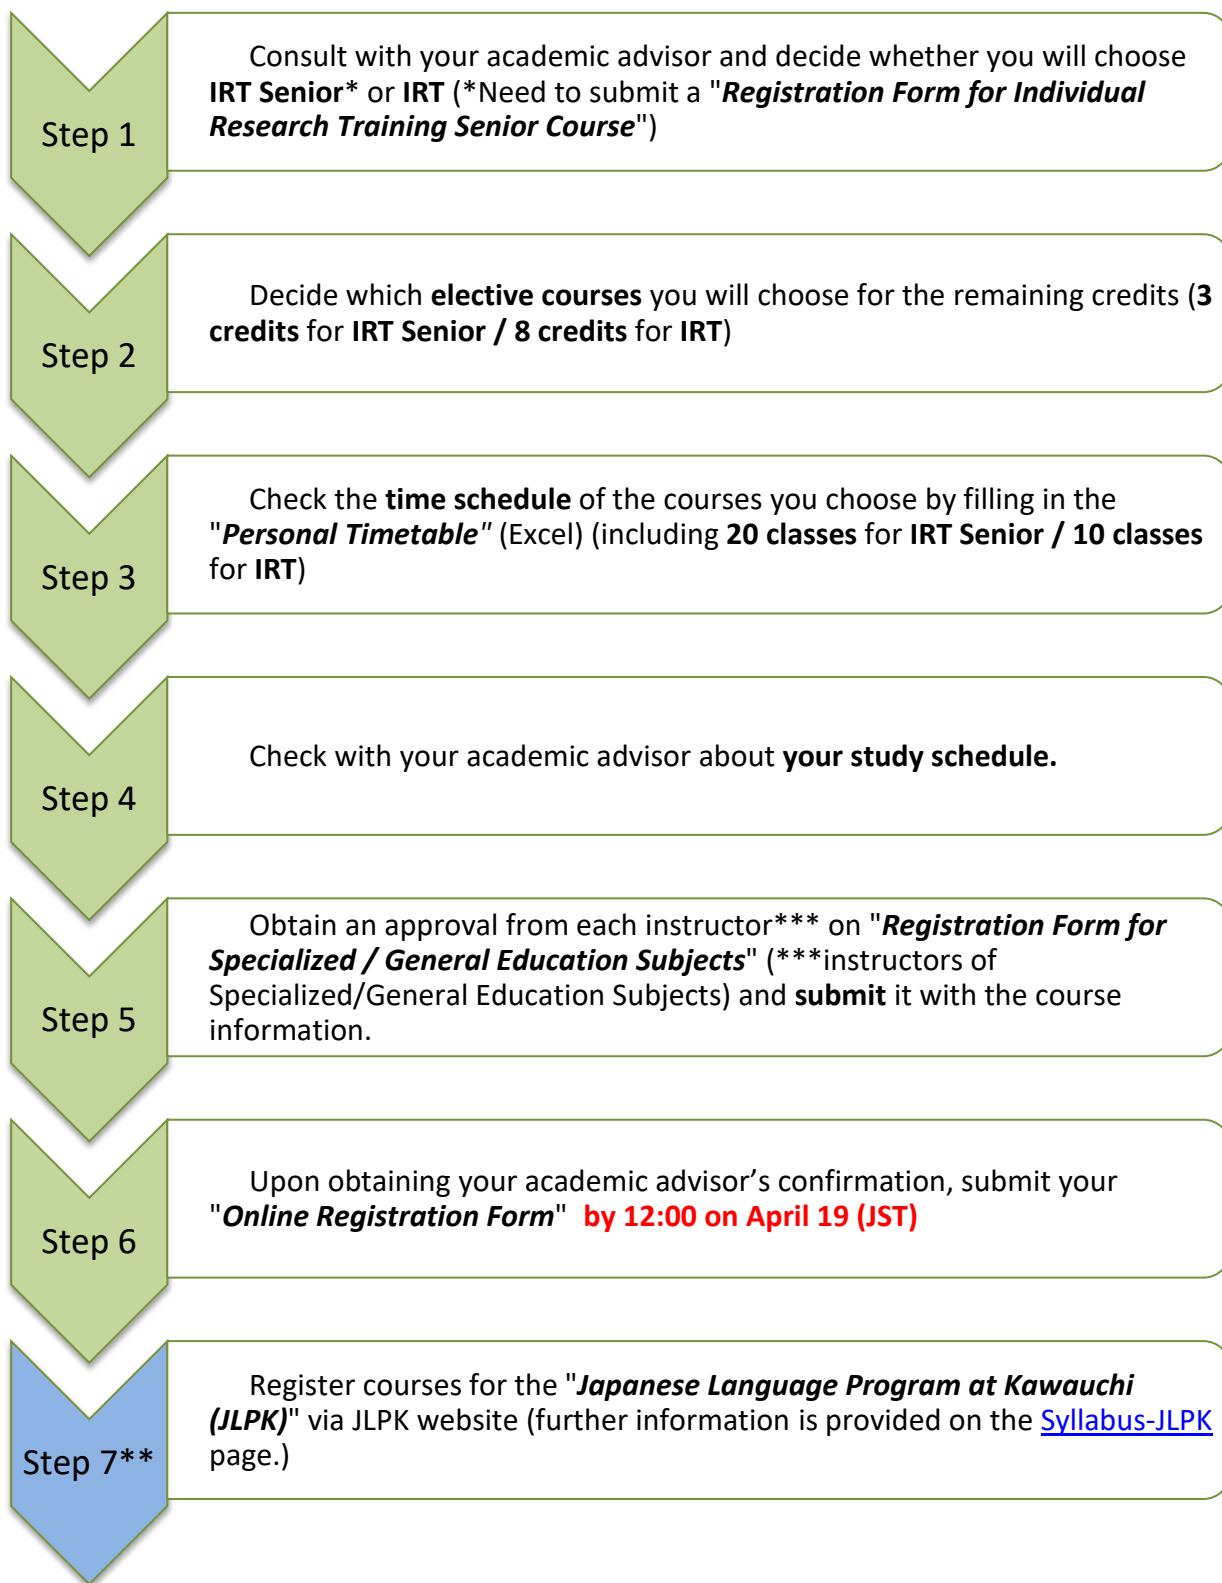 Step 1
Consult with your academic advisor and decide whether you will choose
IRT Senior* or IRT (*Need to submit a "Registration Form for Individual
Research Training Senior Course")
Step 2
Decide which elective courses you will choose for the remaining credits (3
credits for IRT Senior / 8 credits for IRT)
Step 3
Check the time schedule of the courses you choose by filling in the
"Personal Timetable" (Excel) (including 20 classes for IRT Senior / 10 classes
for IRT)
Step 4
Check with your academic advisor about your study schedule.
Step 5
Obtain an approval from each instructor*** on "Registration Form for
Specialized / General Education Subjects" (***instructors of
Specialized/General Education Subjects) and submit it with the course
information.
Step 6
Upon obtaining your academic advisor’s confirmation, submit your
"Online Registration Form" by 12:00 on April 19 (JST)
Step 7**
Register courses for the "Japanese Language Program at Kawauchi
(JLPK)" via JLPK website (further information is provided on the Syllabus-JLPK
page.)